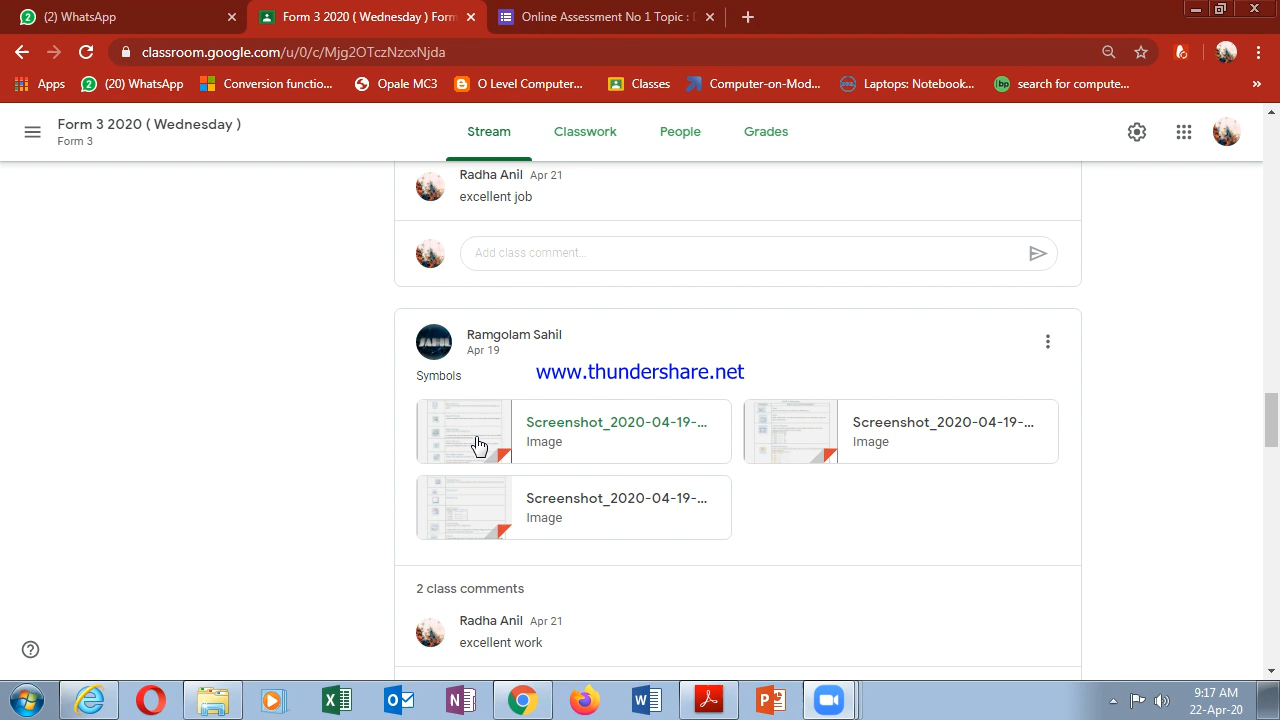 (2) WhatsApp
Form 3 2020 ( Wednesday ) Form
Online Assessment No 1 Topic :
classroom.google.com/u/0/c/Mjg2OTczNzcxNjda
Apps
(20) WhatsApp
Conversion functio...
Opale MC3
O Level Computer...
Classes
Computer-on-Mod...
Laptops: Notebook...
search for compute...
Form 3 2020 ( Wednesday )
Form 3
Stream
Classwork
People
Grades
Radha Anil Apr 21
excellent job
Add class comment...
Ramgolam Sahil
Apr 19
Symbols
www.thundershare.net
Screenshot_2020-04-19-...
Image
Screenshot_2020-04-19-...
Image
Screenshot_2020-04-19-...
Image
2 class comments
Radha Anil Apr 21
excellent work
9:17 AM
22-Apr-20